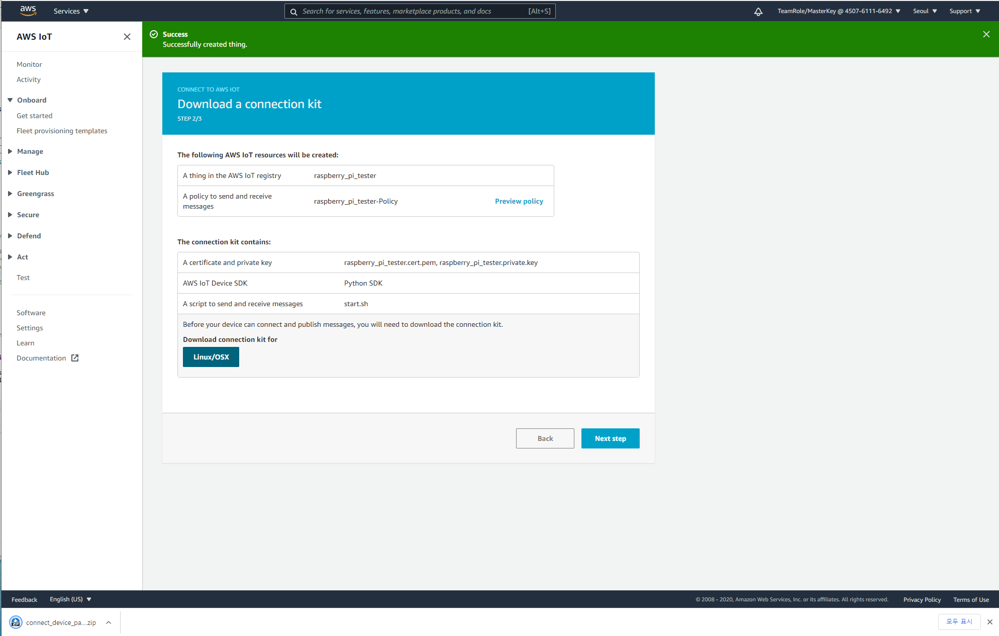 aws
Services
Search for services, features, marketplace products, and docs
[Alt+S]
TeamRole/MasterKey @ 4507-6111-6492
Seoul
Support
AWS IoT
Monitor
Activity
Onboard
Get started
Fleet provisioning templates
Manage
Fleet Hub
Greengrass
Secure
Defend
Act
Test
Software
Settings
Learn
Documentation
Success
Successfully created thing.
CONNECT TO AWS IOT
Download a connection kit
STEP 2/3
The following AWS IoT resources will be created:
A thing in the AWS IoT registry
raspberry_pi_tester
A policy to send and receive
messages
raspberry_pi_tester-Policy
Preview policy
The connection kit contains:
A certificate and private key
raspberry_pi_tester.cert.pem, raspberry_pi_tester.private.key
AWS IoT Device SDK
Python SDK
A script to send and receive messages
start.sh
Before your device can connect and publish messages, you will need to download the connection kit.
Download connection kit for
Linux/OSX
Back
Next step
Feedback
English (US)
© 2008 - 2020, Amazon Web Services, Inc. or its affiliates. All rights reserved.
Privacy Policy
Terms of Use
ZIP
connect_device_pa....zip
모두 표시